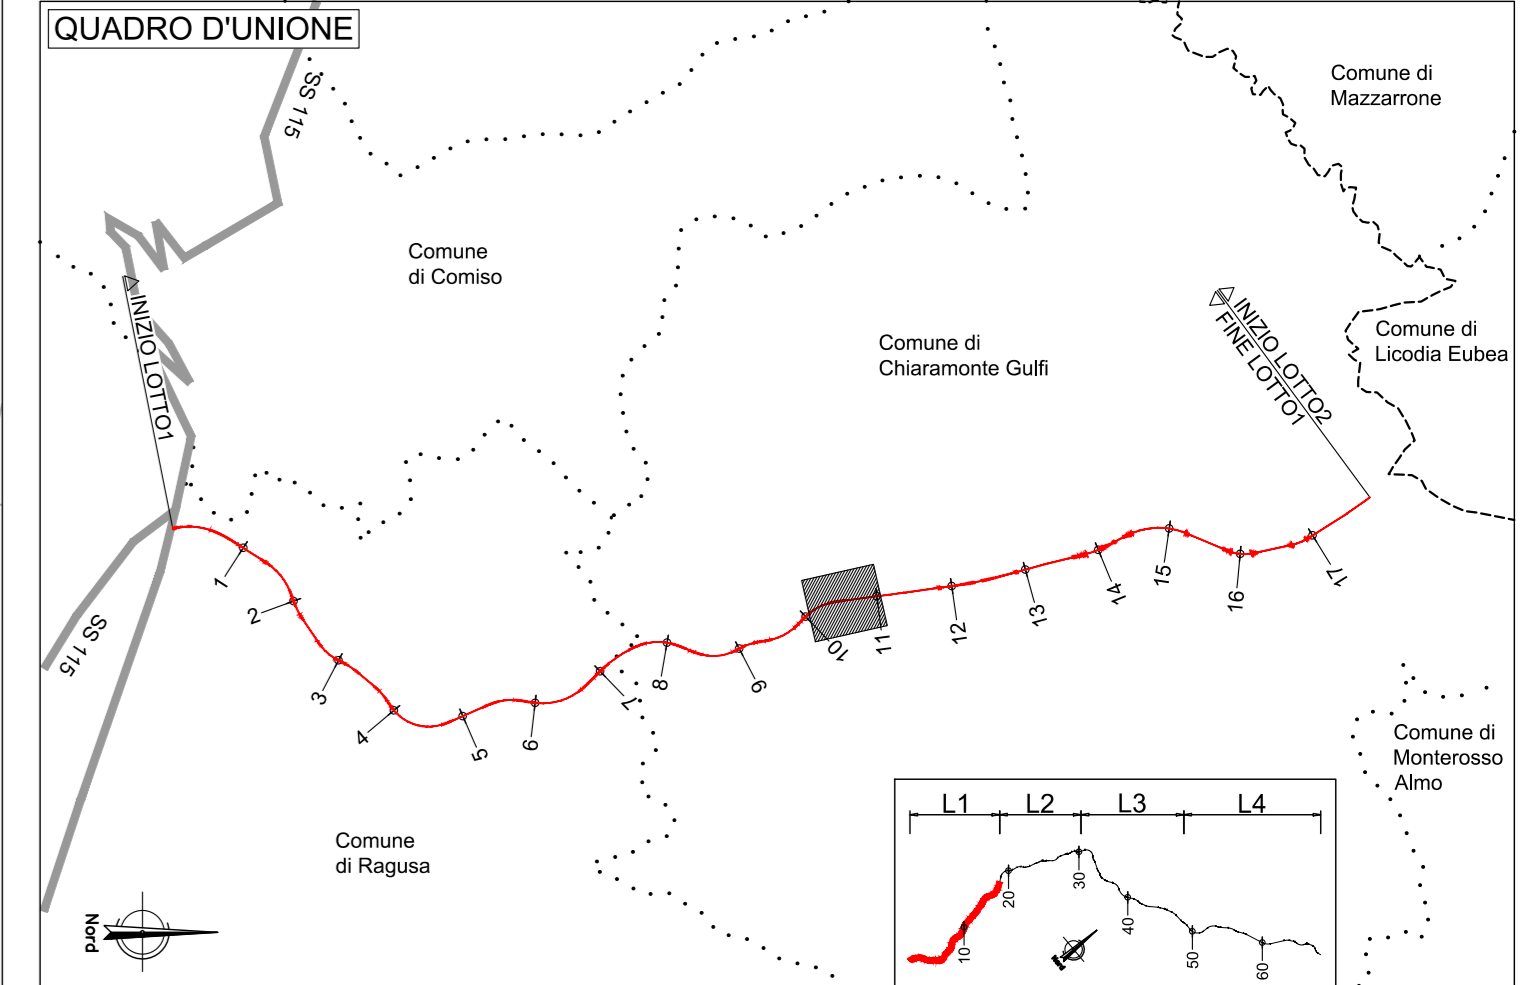 QUADRO D'UNIONE
SS 115
Comune di
Mazzarrone
Comune
di Comiso
INIZIO LOTTO1
Comune di
Chiaramonte Gulfi
INIZIO LOTTO2
FINE LOTTO1
Comune di
Licodia Eubea
1
2
3
4
5
6
7
8
9
10
11
12
13
14
15
16
17
SS 115
Comune
di Ragusa
Comune di
Monterosso
Almo
Nord
L1 L2 L3 L4
10
20
30
40
50
60
Nord